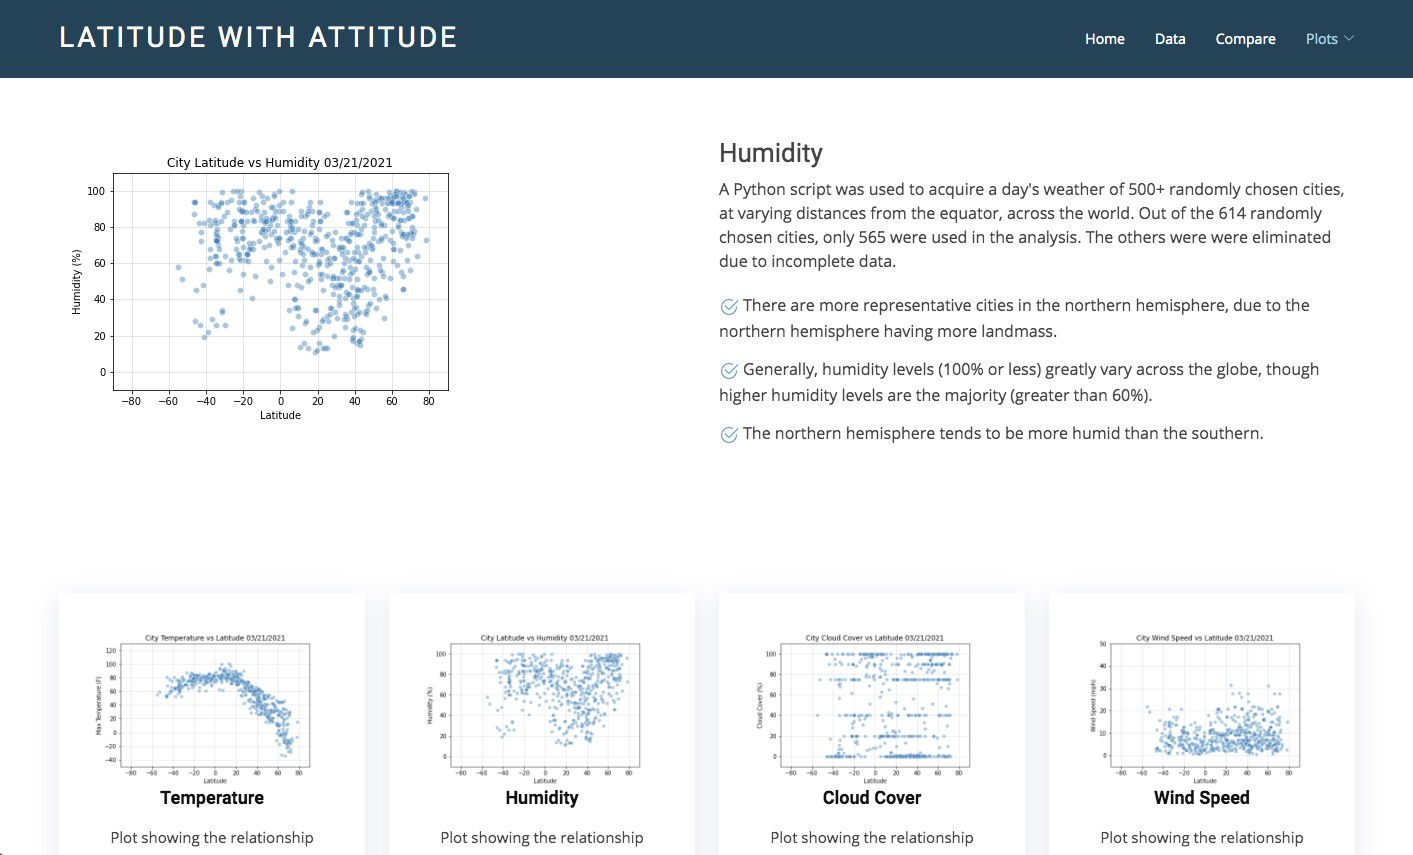 LATITUDE WITH ATTITUDE
Home Data Compare Plots
City Latitude vs Humidity 03/21/2021
Humidity (%)
100
80
60
40
20
0
−80 −60 −40 −20 0 20 40 60 80
Latitude
Humidity
A Python script was used to acquire a day's weather of 500+ randomly chosen cities,
at varying distances from the equator, across the world. Out of the 614 randomly
chosen cities, only 565 were used in the analysis. The others were were eliminated
due to incomplete data.
There are more representative cities in the northern hemisphere, due to the
northern hemisphere having more landmass.
Generally, humidity levels (100% or less) greatly vary across the globe, though
higher humidity levels are the majority (greater than 60%).
The northern hemisphere tends to be more humid than the southern.
City Temperature vs Latitude 03/21/2021
Max Temperature (F)
120
100
80
60
40
20
0
−20
−40
−80 −60 −40 −20 0 20 40 60 80
Latitude
Temperature
Plot showing the relationship
City Latitude vs Humidity 03/21/2021
Humidity (%)
100
80
60
40
20
0
−80 −60 −40 −20 0 20 40 60 80
Latitude
Humidity
Plot showing the relationship
City Cloud Cover vs Latitude 03/21/2021
Cloud Cover (%)
100
80
60
40
20
0
−80 −60 −40 −20 0 20 40 60 80
Latitude
Cloud Cover
Plot showing the relationship
City Wind Speed vs Latitude 03/21/2021
Wind Speed (mph)
50
40
30
20
10
0
−80 −60 −40 −20 0 20 40 60 80
Latitude
Wind Speed
Plot showing the relationship